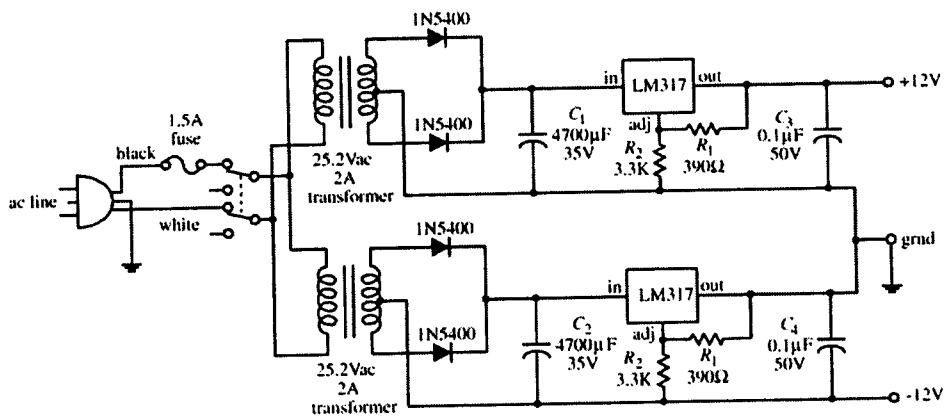 1N5400
1N5400
in
LM317
out
adj
+12V
C1
4700μF
35V
R2
3.3K
R1
390Ω
C3
0.1μF
50V
1.5A
fuse
black
ac line
white
25.2Vac
2A
transformer
grnd
1N5400
1N5400
in
LM317
out
adj
C2
4700μF
35V
R2
3.3K
R1
390Ω
C4
0.1μF
50V
25.2Vac
2A
transformer
-12V